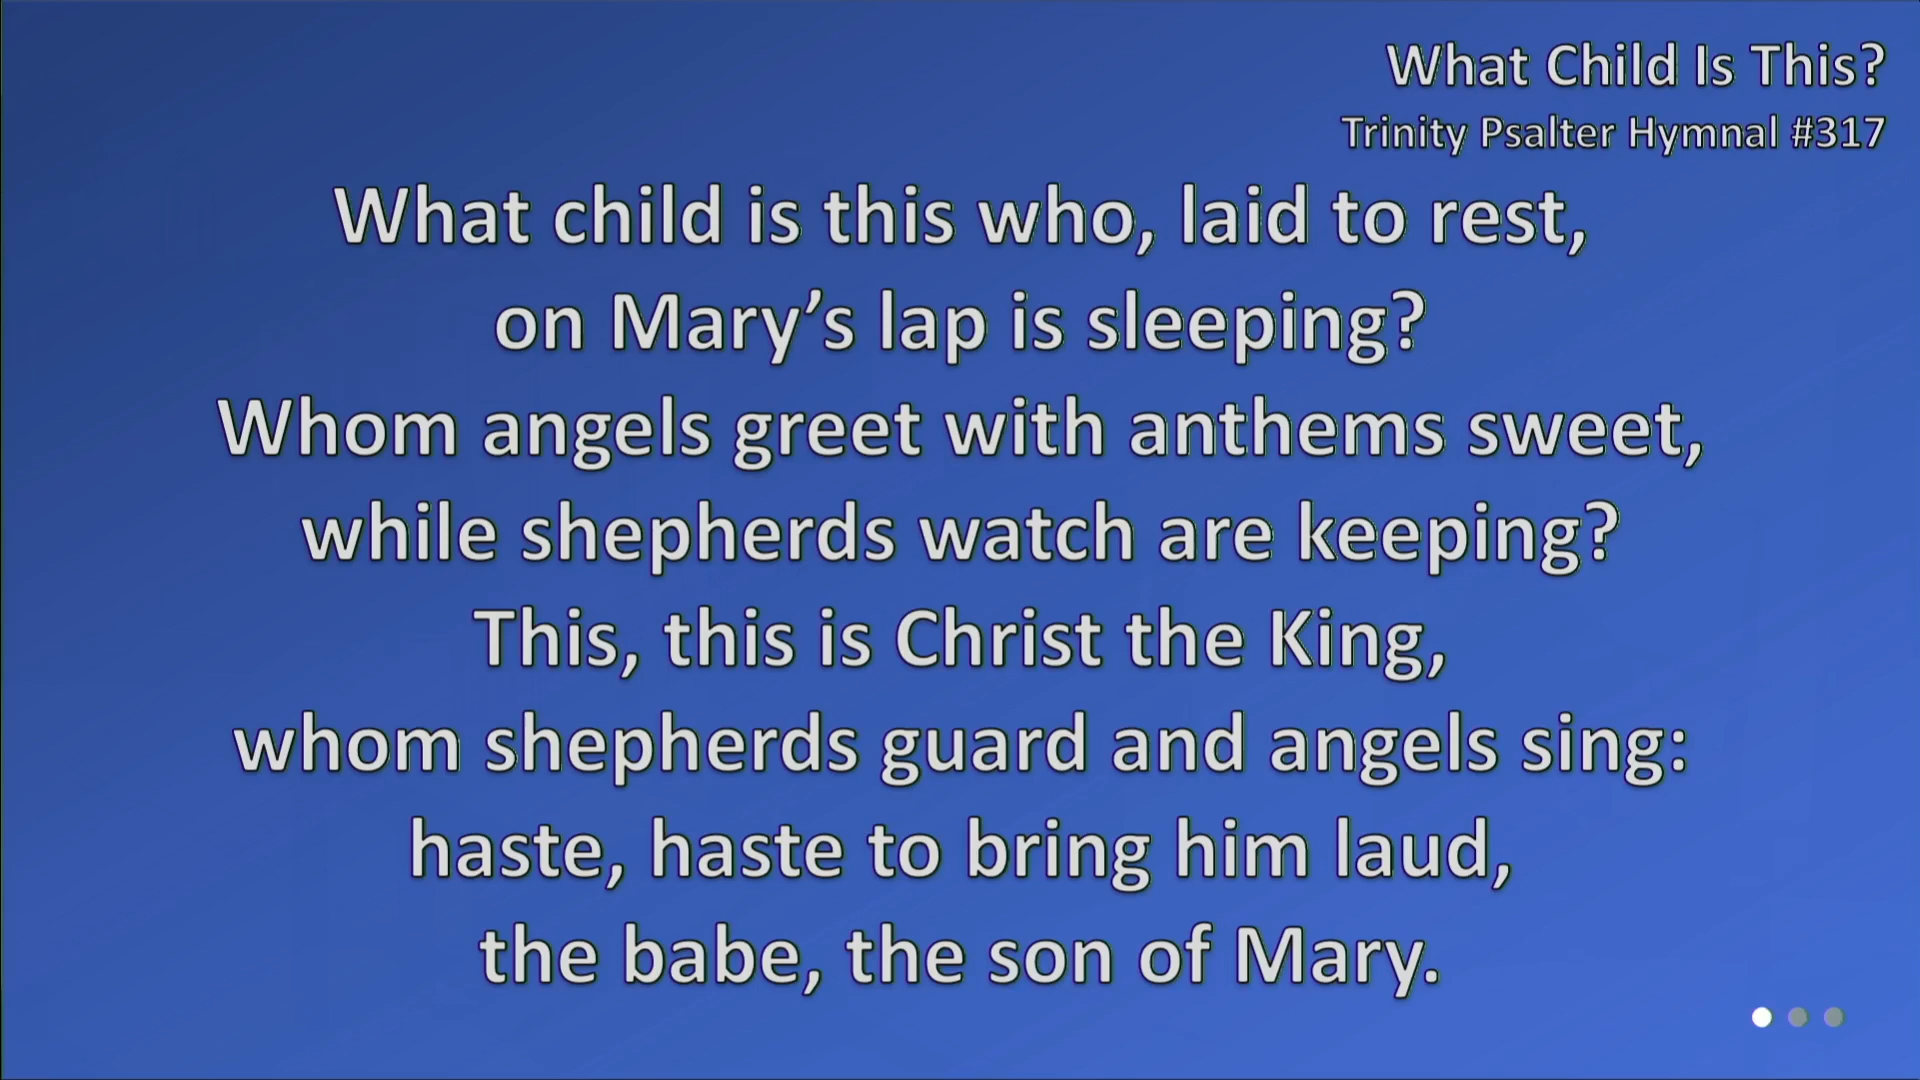 What Child Is This?
Trinity Psalter Hymnal #317
What child is this who, laid to rest,
on Mary’s lap is sleeping?
Whom angels greet with anthems sweet,
while shepherds watch are keeping?
This, this is Christ the King,
whom shepherds guard and angels sing:
haste, haste to bring him laud,
the babe, the son of Mary.